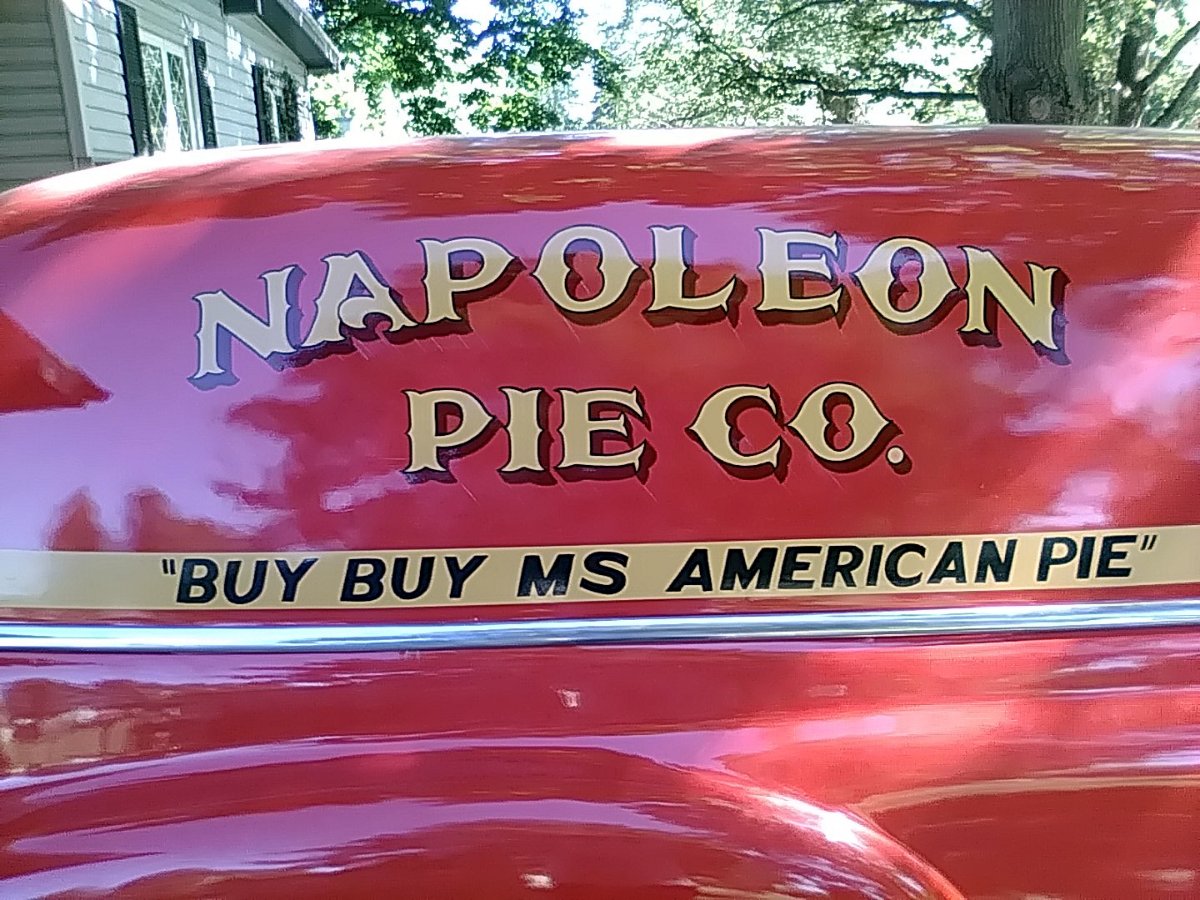 NAPOLEON
PIE CO.
"BUY BUY MS AMERICAN PIE"